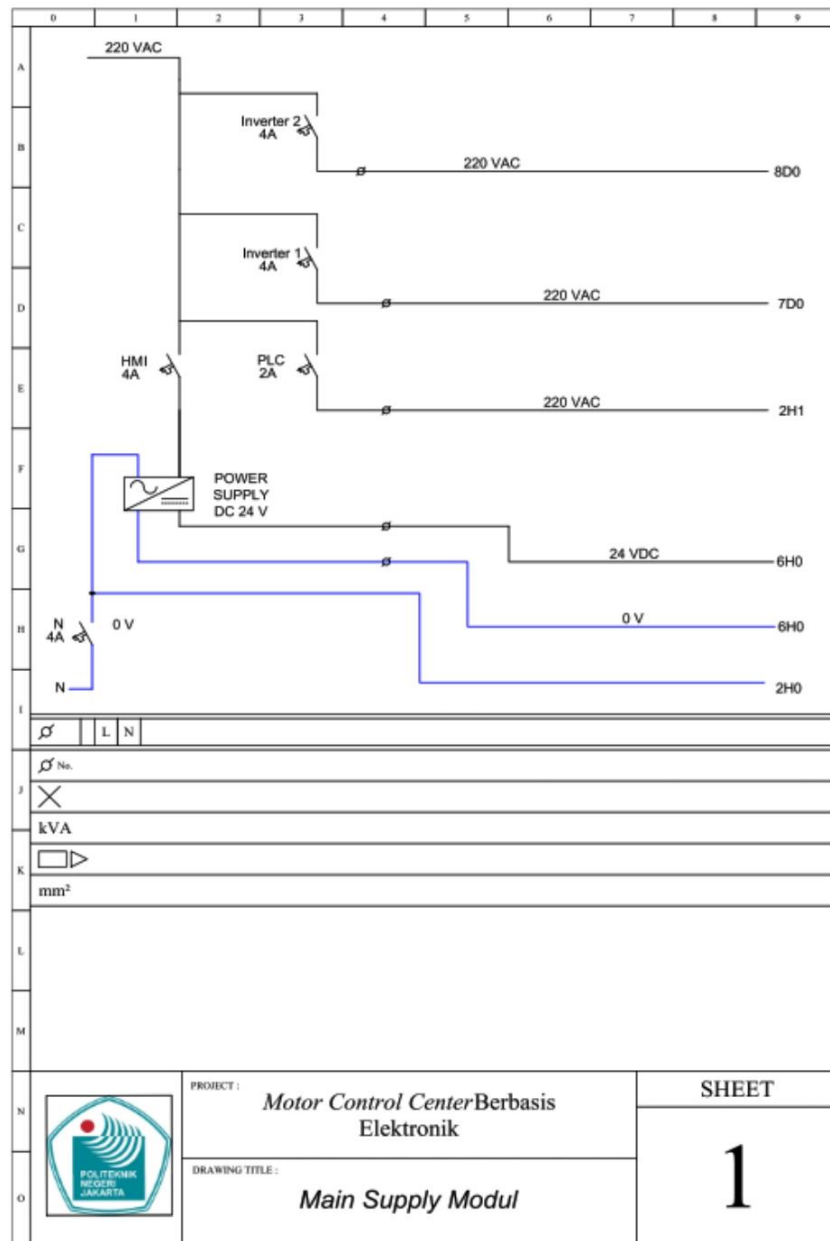 0 1 2 3 4 5 6 7 8 9
A
220 VAC
Inverter 2
4A
B
220 VAC
8D0
C
Inverter 1
4A
D
220 VAC
7D0
HMI
4A
PLC
2A
E
220 VAC
2H1
F
POWER
SUPPLY
DC 24 V
G
24 VDC
6H0
H
N
4A
0 V
0 V
6H0
N
2H0
I
L N
No.
J
kVA
K
mm²
L
M
N
PROJECT :
Motor Control CenterBerbasis
Elektronik
SHEET
1
O
DRAWING TITLE :
Main Supply Modul
POLITEKNIK
NEGERI
JAKARTA